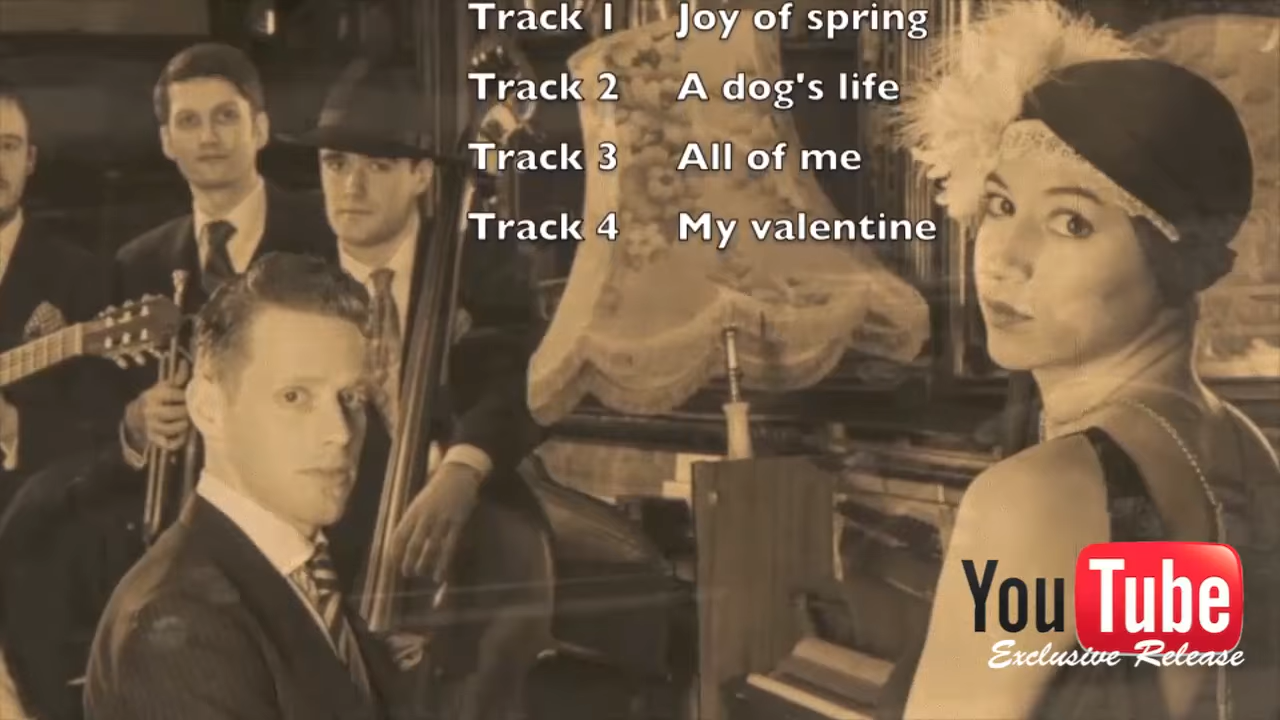 Track 1 Joy of spring
Track 2 A dog's life
Track 3 All of me
Track 4 My valentine
YouTube
Exclusive Release